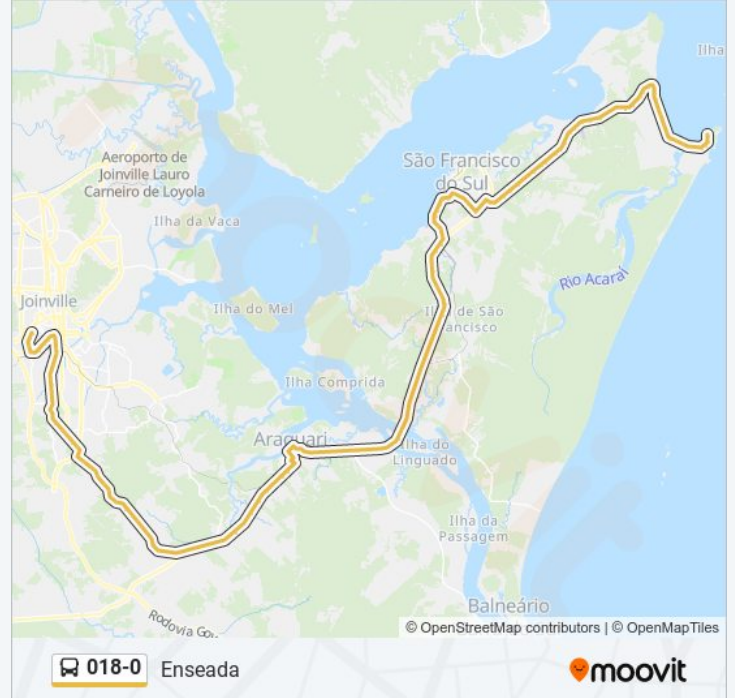 Ilha
Aeroporto de
Joinville Lauro
Carneiro de Loyola
São Francisco
do Sul
Ilha da Vaca
Rio Acaraí
Joinville
Ilha do Mel
Ilha de São
Francisco
Ilha Comprida
Araquari
Ilha do
Linguado
Ilha da
Passagem
Balneário
Rodovia Gov
© OpenStreetMap contributors | © OpenMapTiles
018-0 Enseada
moovit